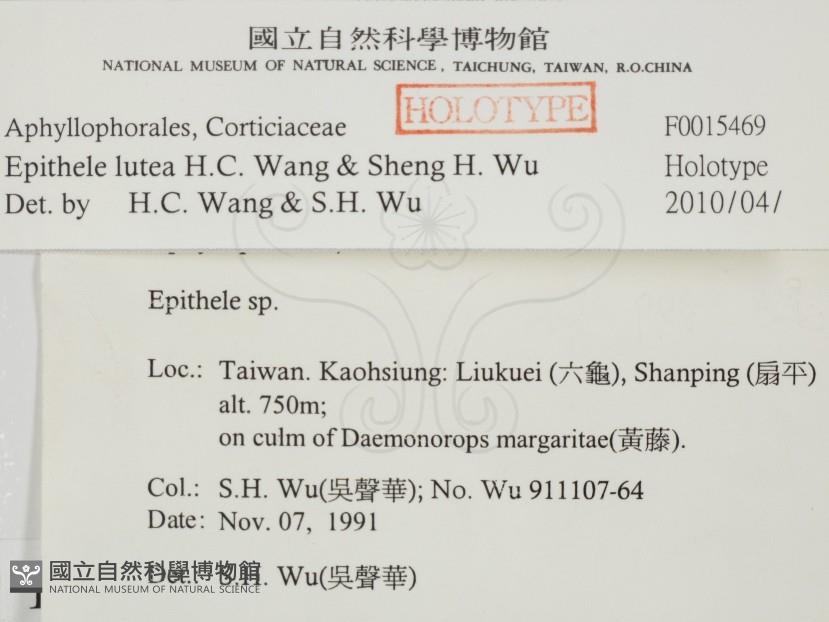 國立自然科學博物館
NATIONAL MUSEUM OF NATURAL SCIENCE, TAICHUNG, TAIWAN, R.O.CHINA
HOLOTYPE
Aphyllophorales, Corticiaceae F0015469
Epithele lutea H.C. Wang & Sheng H. Wu Holotype
Det. by H.C. Wang & S.H. Wu 2010/04/
Epithele sp.
Loc.: Taiwan. Kaohsiung: Liukuei (六龜), Shanping (扇平)
alt. 750m;
on culm of Daemonorops margaritae(黃藤).
Col.: S.H. Wu(吳聲華); No. Wu 911107-64
Date: Nov. 07, 1991
Det.: S.H. Wu(吳聲華)
國立自然科學博物館
NATIONAL MUSEUM OF NATURAL SCIENCE